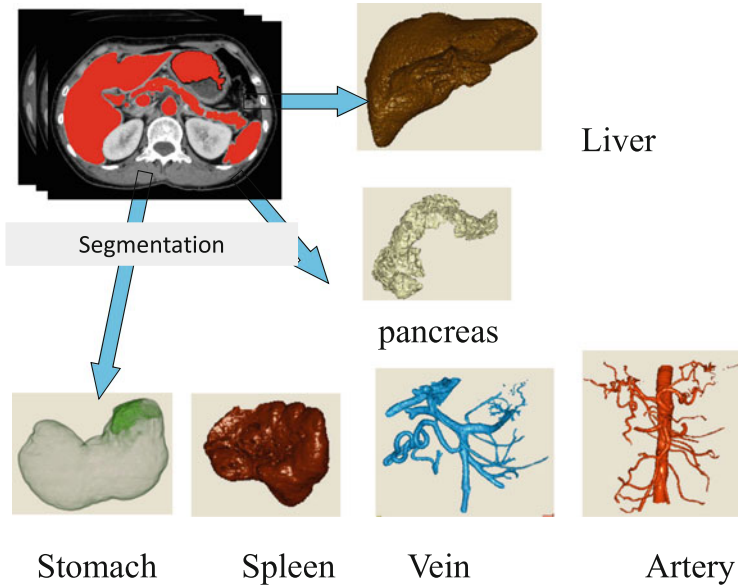 Liver
Segmentation
pancreas
Stomach
Spleen
Vein
Artery